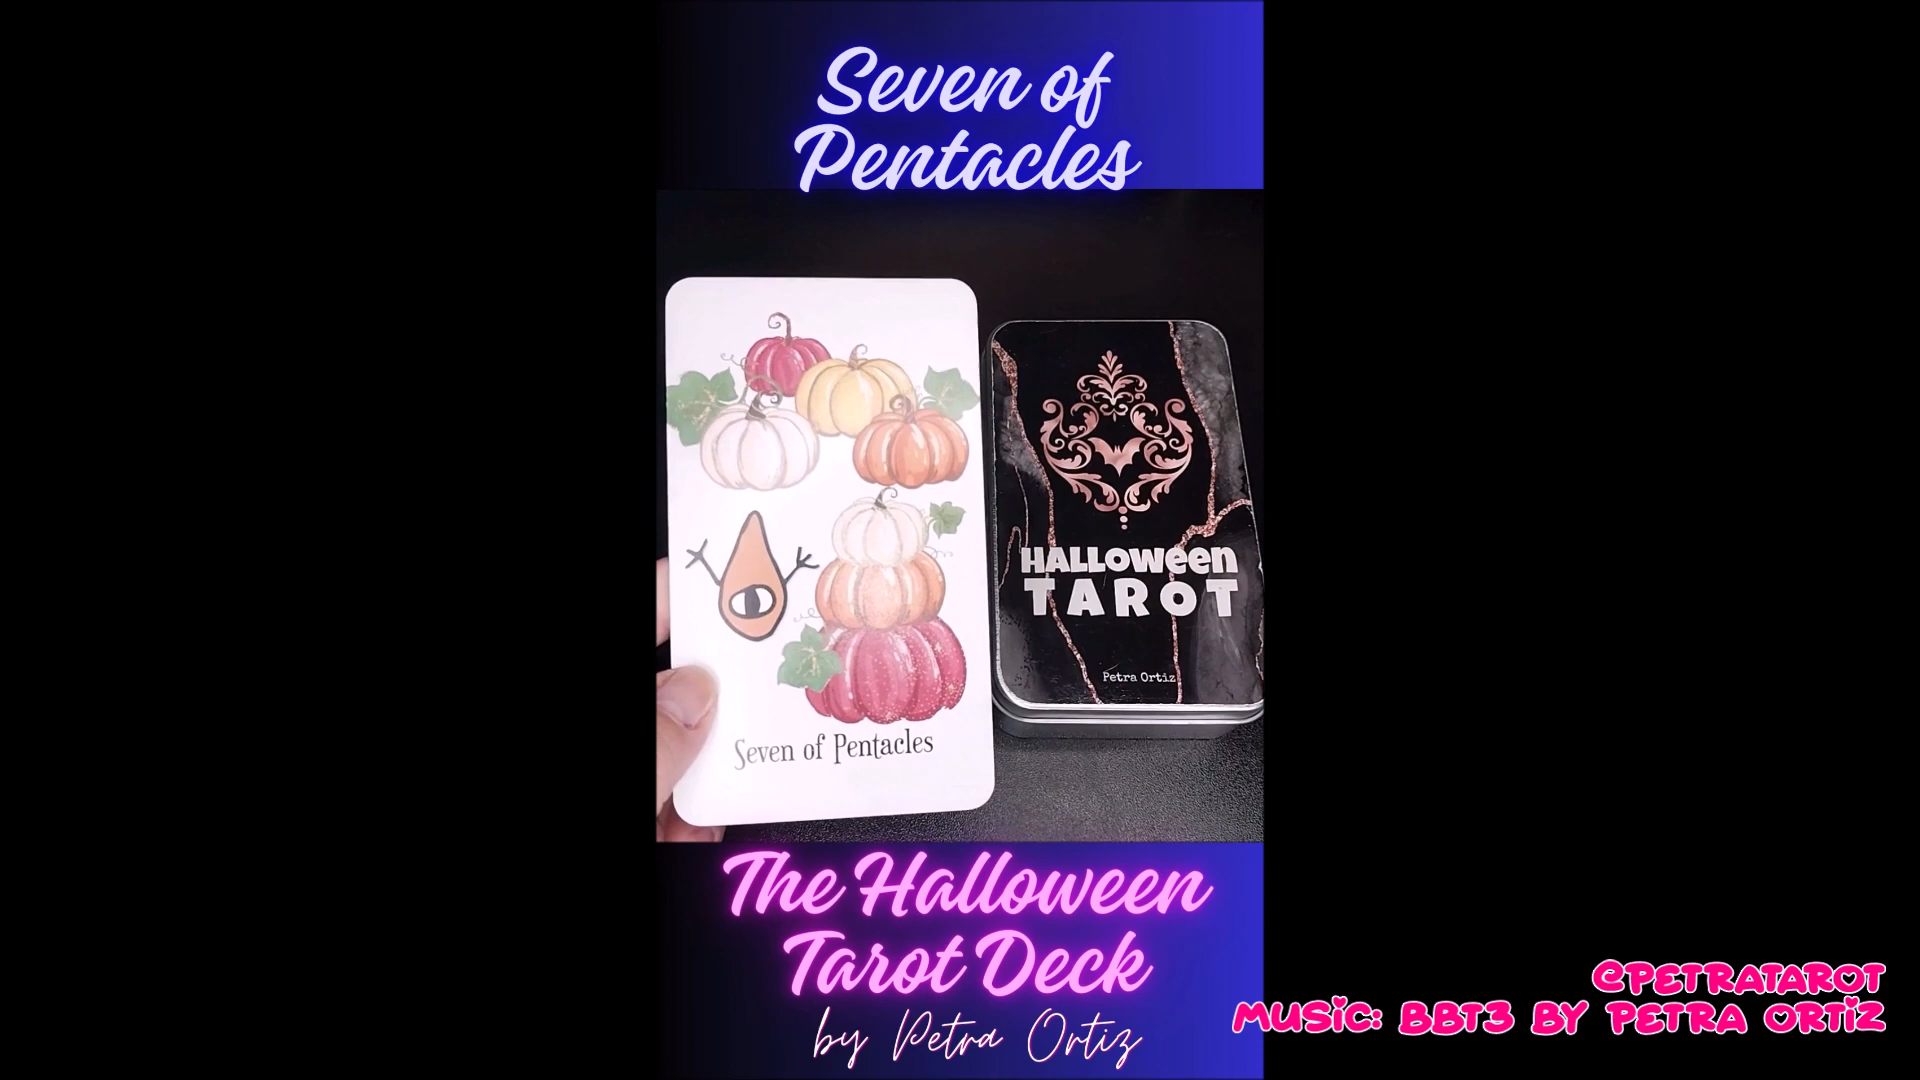 Seven of
Pentacles
Seven of Pentacles
HALLOWeen
TAROT
Petra Ortiz
The Halloween
Tarot Deck
by Petra Ortiz
@PETRATAROT
MUSIC: BBT3 BY PETRA ORTIZ